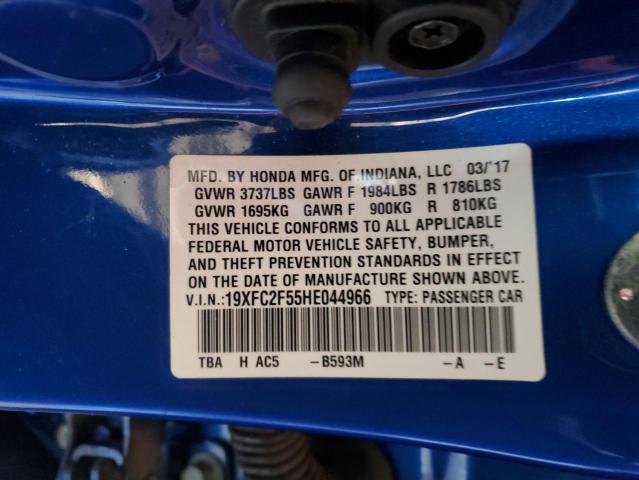 MFD. BY HONDA MFG. OF INDIANA, LLC 03/17
GVWR 3737LBS GAWR F 1984LBS R 1786LBS
GVWR 1695KG GAWR F 900KG R 810KG
THIS VEHICLE CONFORMS TO ALL APPLICABLE
FEDERAL MOTOR VEHICLE SAFETY, BUMPER,
AND THEFT PREVENTION STANDARDS IN EFFECT
ON THE DATE OF MANUFACTURE SHOWN ABOVE.
V.I.N.:19XFC2F55HE044966 TYPE: PASSENGER CAR
TBA H AC5 -B593M -A -E